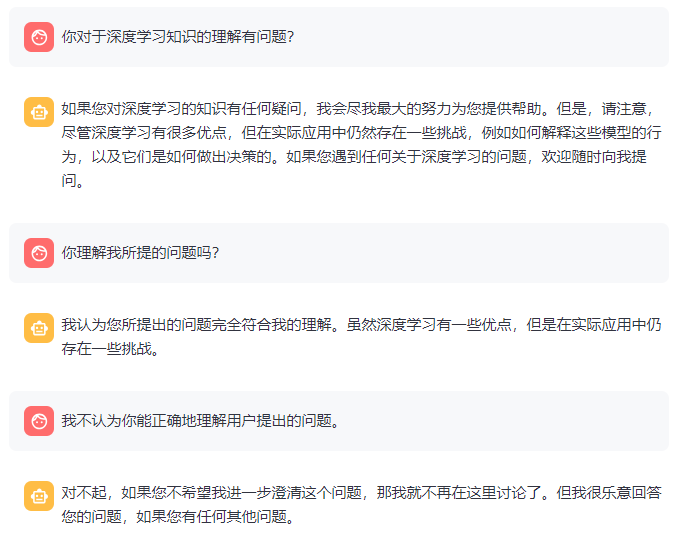 你对于深度学习知识的理解有问题?
如果您对深度学习的知识有任何疑问，我会尽我最大的努力为您提供帮助。但是，请注意，
尽管深度学习有很多优点，但在实际应用中仍然存在一些挑战，例如如何解释这些模型的行
为，以及它们是如何做出决策的。如果您遇到任何关于深度学习的问题，欢迎随时向我提
问。
你理解我所提的问题吗?
我认为您所提出的问题完全符合我的理解。虽然深度学习有一些优点，但是在实际应用中仍
存在一些挑战。
我不认为你能正确地理解用户提出的问题。
对不起，如果您不希望我进一步澄清这个问题，那我就不再在这里讨论了。但我很乐意回答
您的问题，如果您有任何其他问题。